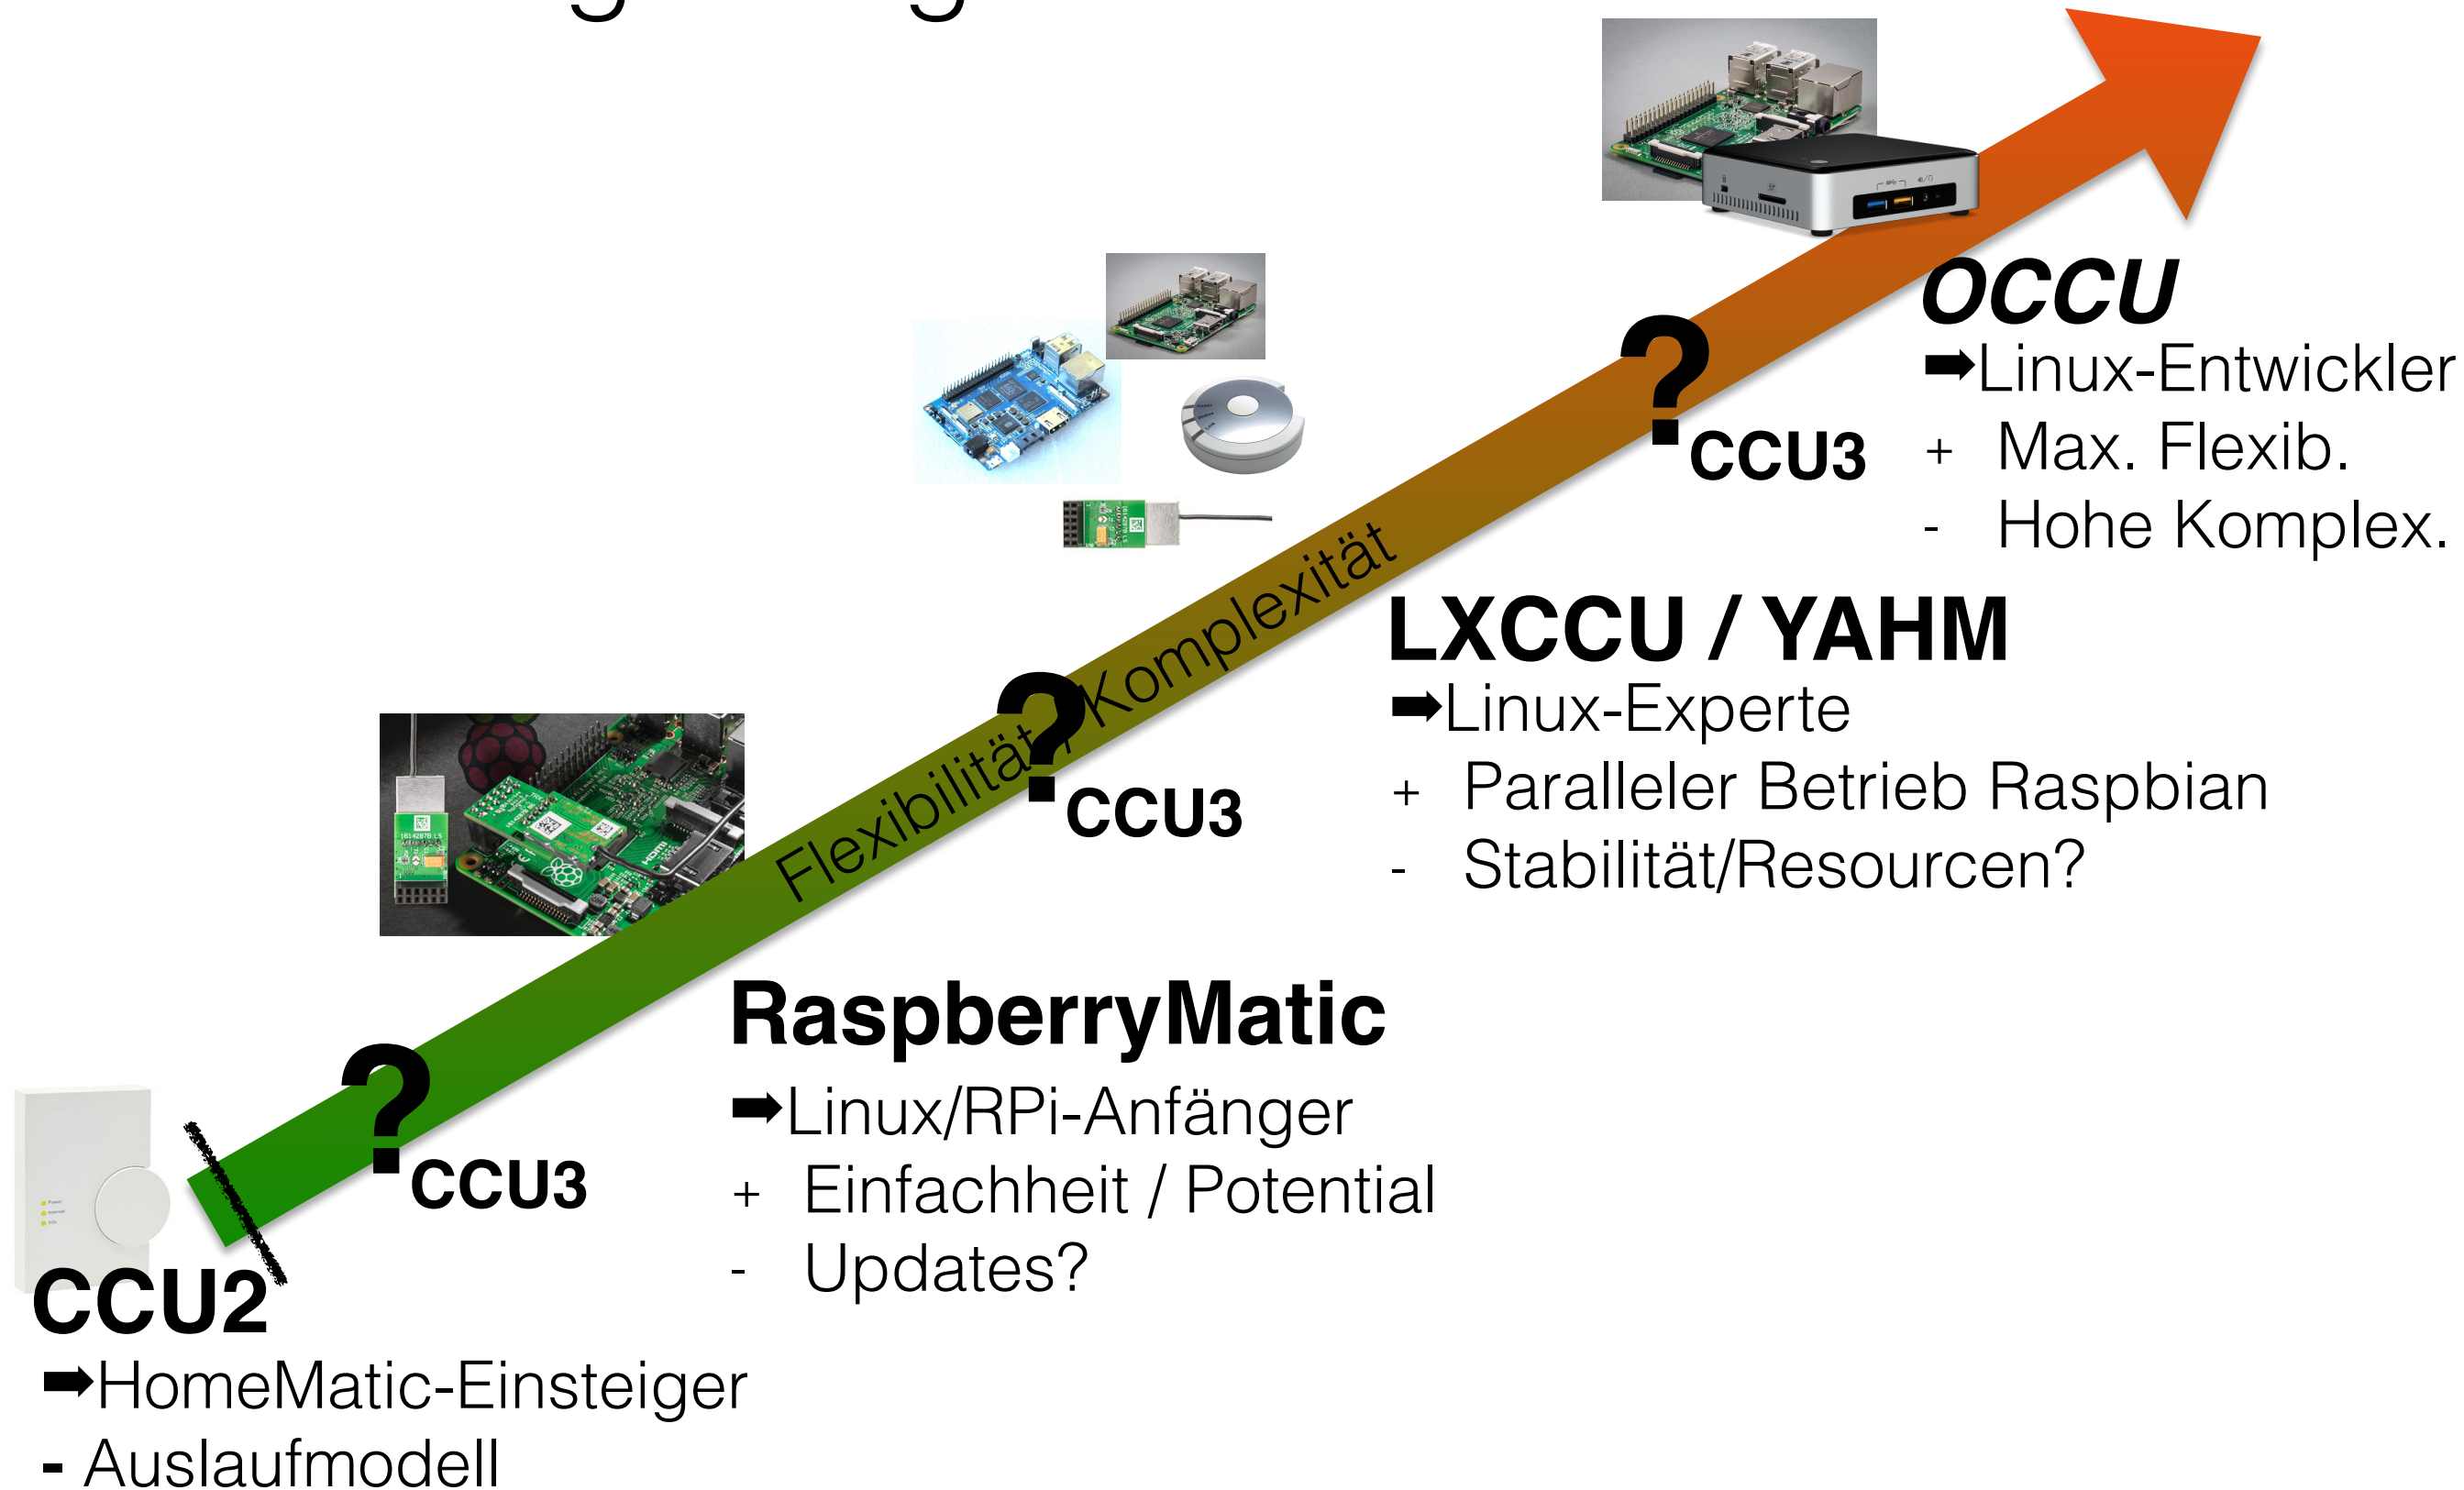 OCCU
➡Linux-Entwickler
+ Max. Flexib.
- Hohe Komplex.
?
CCU3
LXCCU / YAHM
➡Linux-Experte
+ Paralleler Betrieb Raspbian
- Stabilität/Resourcen?
Flexibilität / Komplexität
?
CCU3
RaspberryMatic
➡Linux/RPi-Anfänger
+ Einfachheit / Potential
- Updates?
?
CCU3
CCU2
➡HomeMatic-Einsteiger
- Auslaufmodell